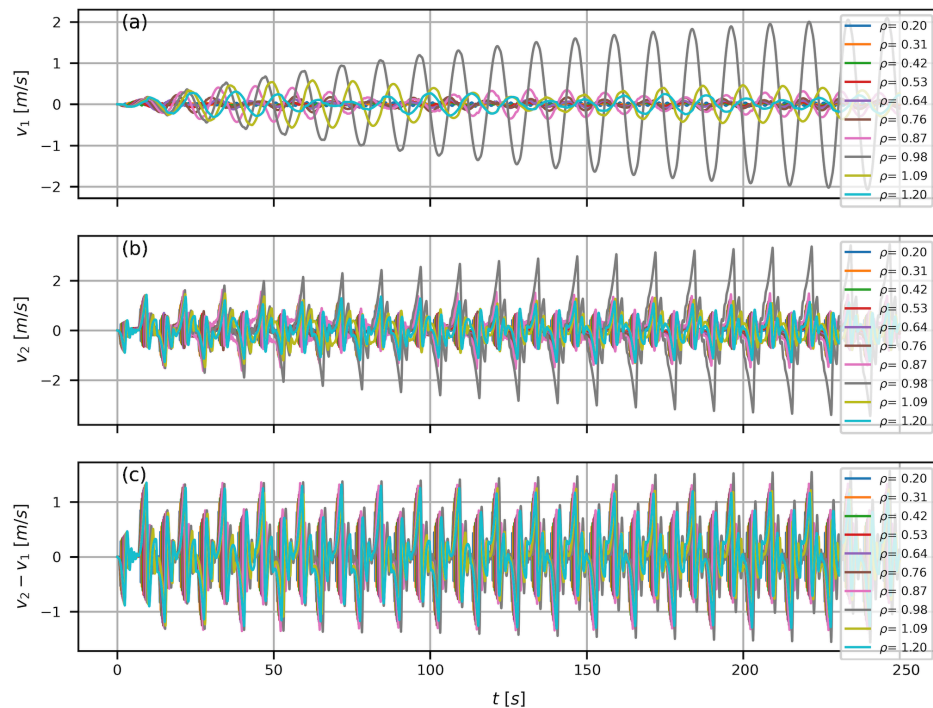 (a)
2
1
0
−1
−2
v₁ [m/s]
ρ= 0.20
ρ= 0.31
ρ= 0.42
ρ= 0.53
ρ= 0.64
ρ= 0.76
ρ= 0.87
ρ= 0.98
ρ= 1.09
ρ= 1.20
(b)
2
0
−2
v₂ [m/s]
ρ= 0.20
ρ= 0.31
ρ= 0.42
ρ= 0.53
ρ= 0.64
ρ= 0.76
ρ= 0.87
ρ= 0.98
ρ= 1.09
ρ= 1.20
(c)
1
0
−1
v₂ − v₁ [m/s]
ρ= 0.20
ρ= 0.31
ρ= 0.42
ρ= 0.53
ρ= 0.64
ρ= 0.76
ρ= 0.87
ρ= 0.98
ρ= 1.09
ρ= 1.20
0 50 100 150 200 250
t [s]